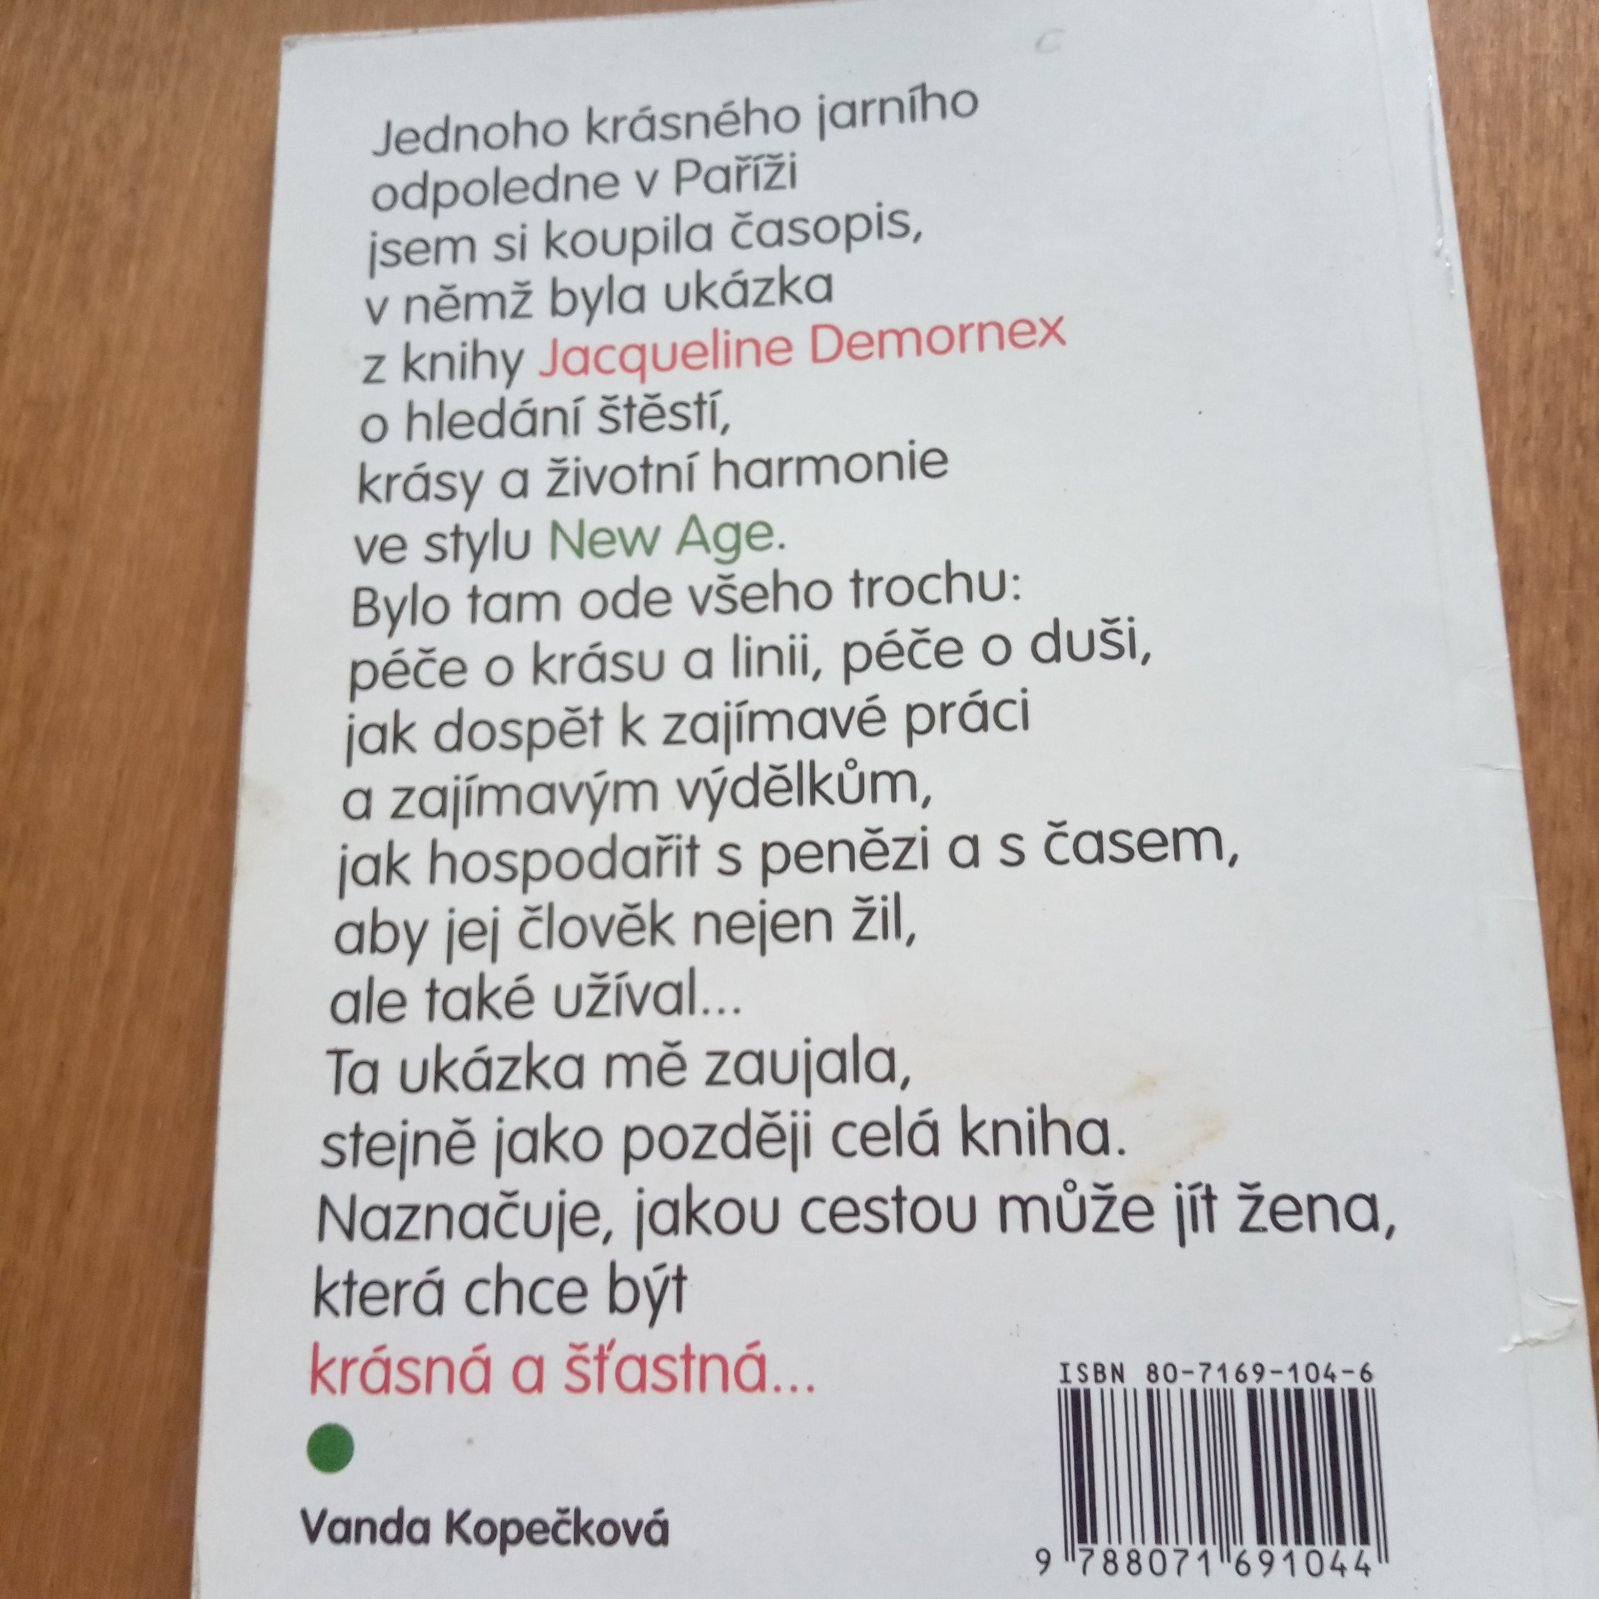 Jednoho krásného jarního
odpoledne v Paříži
jsem si koupila časopis,
v němž byla ukázka
z knihy Jacqueline Demornex
o hledání štěstí,
krásy a životní harmonie
ve stylu New Age.
Bylo tam ode všeho trochu:
péče o krásu a linii, péče o duši,
jak dospět k zajímavé práci
a zajímavým výdělkům,
jak hospodařit s penězi a s časem,
aby jej člověk nejen žil,
ale také užíval...
Ta ukázka mě zaujala,
stejně jako později celá kniha.
Naznačuje, jakou cestou může jít žena,
která chce být
krásná a šťastná...
Vanda Kopečková
ISBN 80-7169-104-6
9 788071 691044